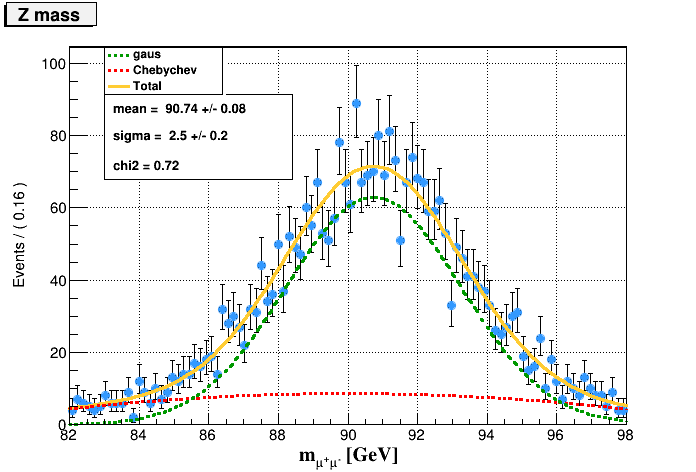 Z mass
gaus
Chebychev
Total
mean = 90.74 +/- 0.08
sigma = 2.5 +/- 0.2
chi2 = 0.72
Events / ( 0.16 )
100
80
60
40
20
0
82 84 86 88 90 92 94 96 98
m_{μ⁺μ⁻} [GeV]